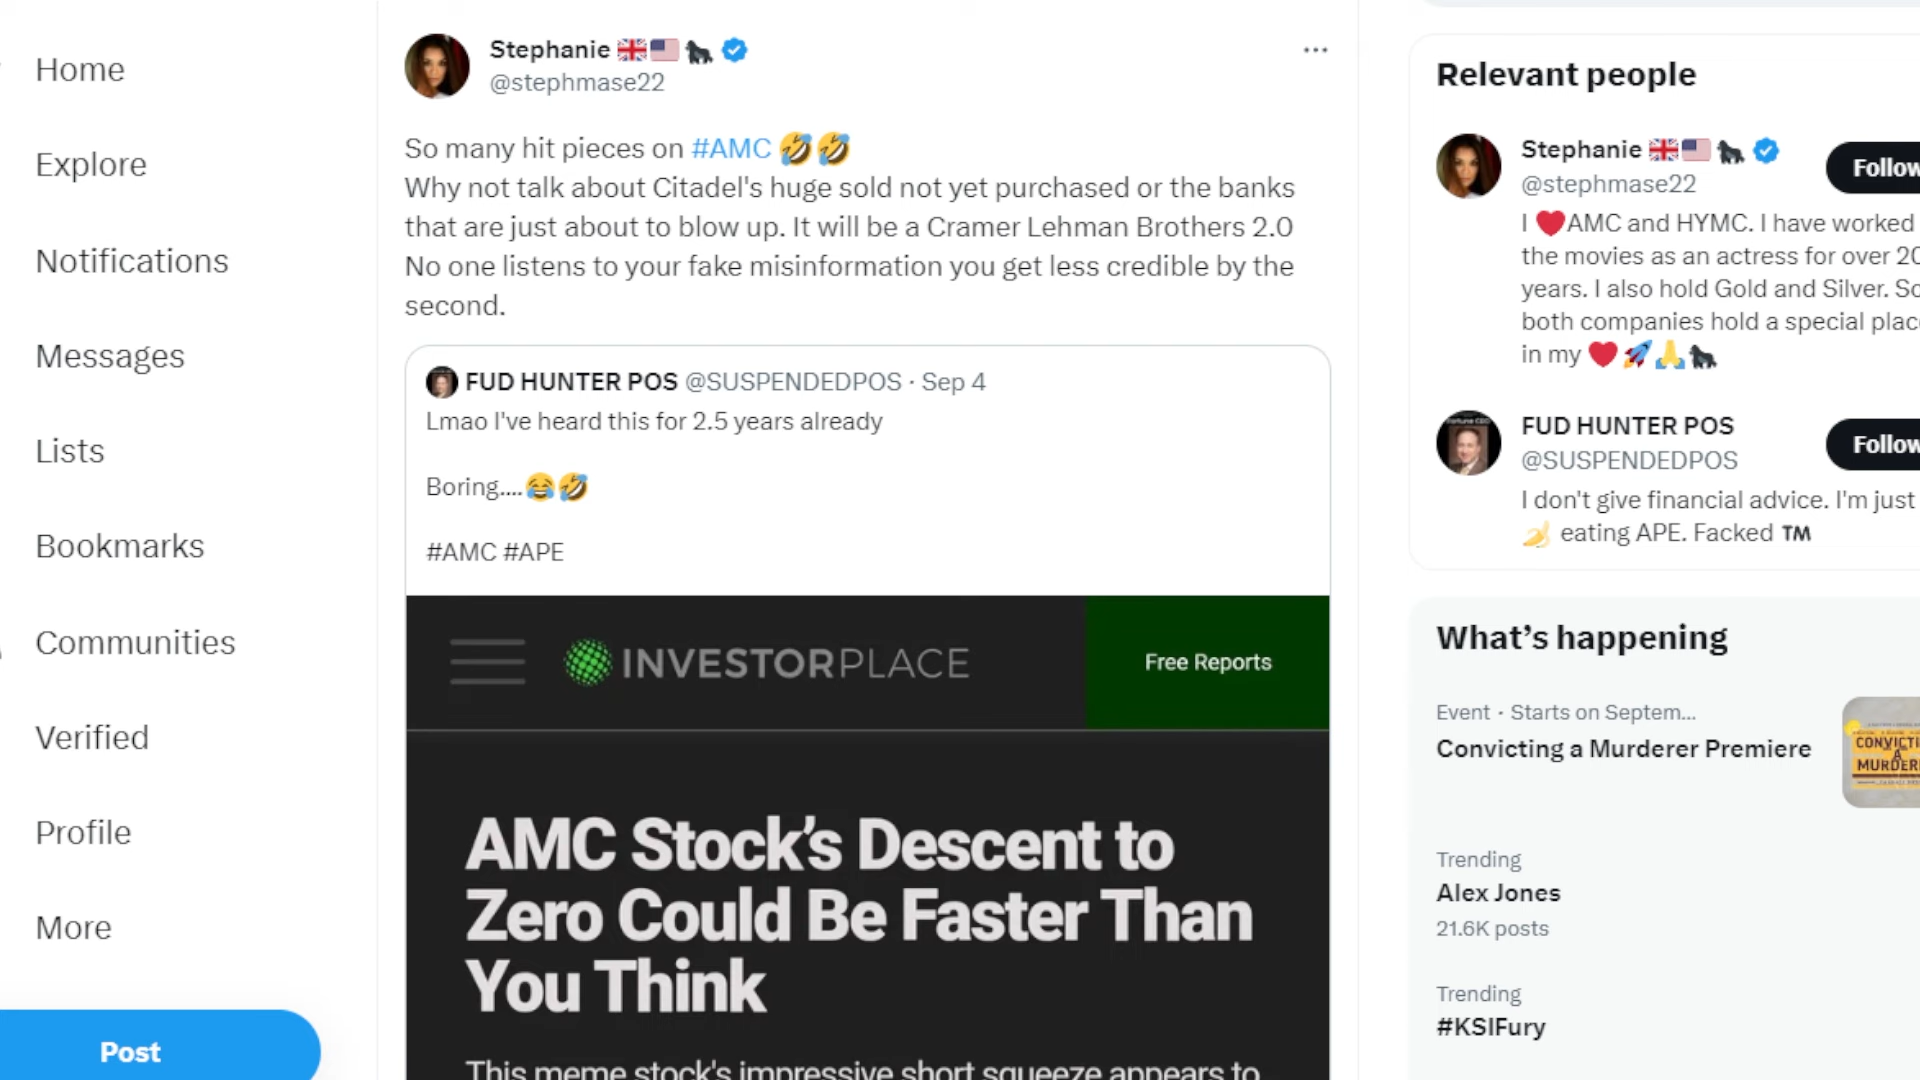 Home
Explore
Notifications
Messages
Lists
Bookmarks
Communities
Verified
Profile
More
Post
Stephanie
@stephmase22
So many hit pieces on #AMC
Why not talk about Citadel's huge sold not yet purchased or the banks
that are just about to blow up. It will be a Cramer Lehman Brothers 2.0
No one listens to your fake misinformation you get less credible by the
second.
FUD HUNTER POS @SUSPENDEDPOS · Sep 4
Lmao I've heard this for 2.5 years already
Boring....
#AMC #APE
INVESTORPLACE
Free Reports
AMC Stock's Descent to
Zero Could Be Faster Than
You Think
This meme stock's impressive short squeeze appears to
Relevant people
Stephanie
@stephmase22
Follow
I ❤️AMC and HYMC. I have worked
the movies as an actress for over 20
years. I also hold Gold and Silver. So
both companies hold a special plac
in my
FUD HUNTER POS
@SUSPENDEDPOS
Follow
I don't give financial advice. I'm just
eating APE. Facked ™
What's happening
Event · Starts on Septem...
Convicting a Murderer Premiere
CONVICTI
A
MURDER
Trending
Alex Jones
21.6K posts
Trending
#KSIFury